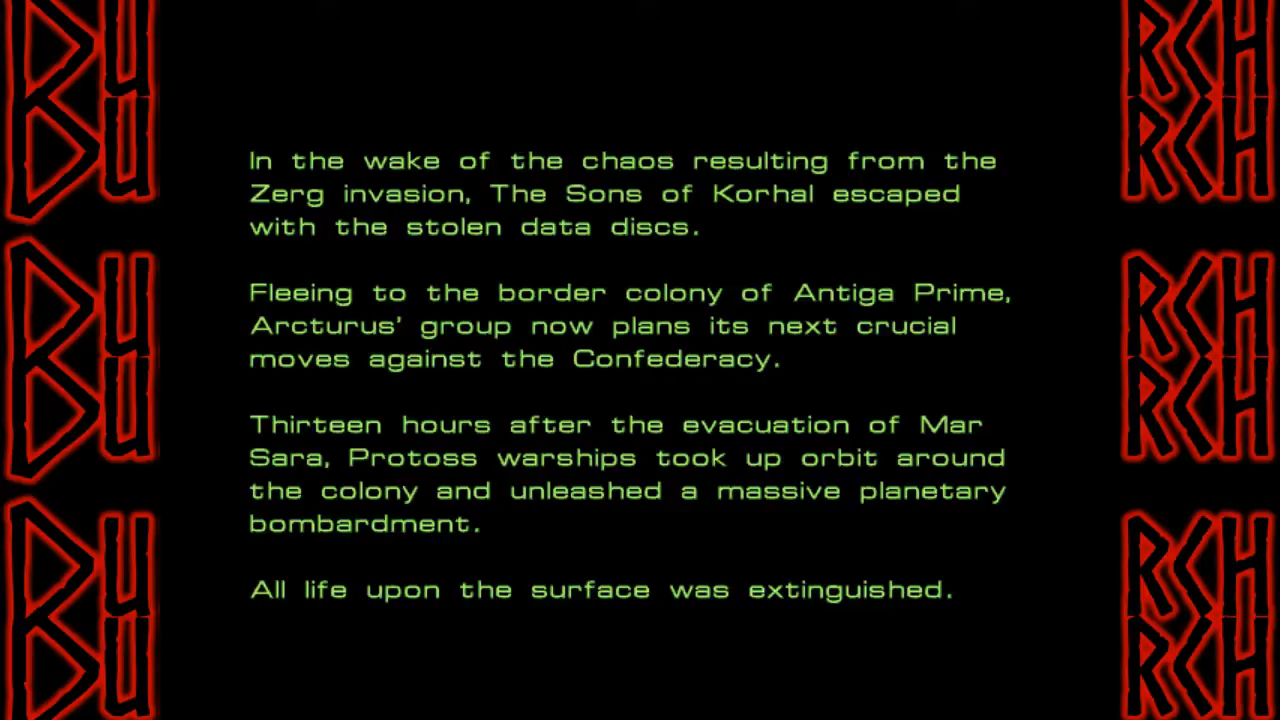 In the wake of the chaos resulting from the
Zerg invasion, The Sons of Korhal escaped
with the stolen data discs.
Fleeing to the border colony of Antiga Prime,
Arcturus' group now plans its next crucial
moves against the Confederacy.
Thirteen hours after the evacuation of Mar
Sara, Protoss warships took up orbit around
the colony and unleashed a massive planetary
bombardment.
All life upon the surface was extinguished.